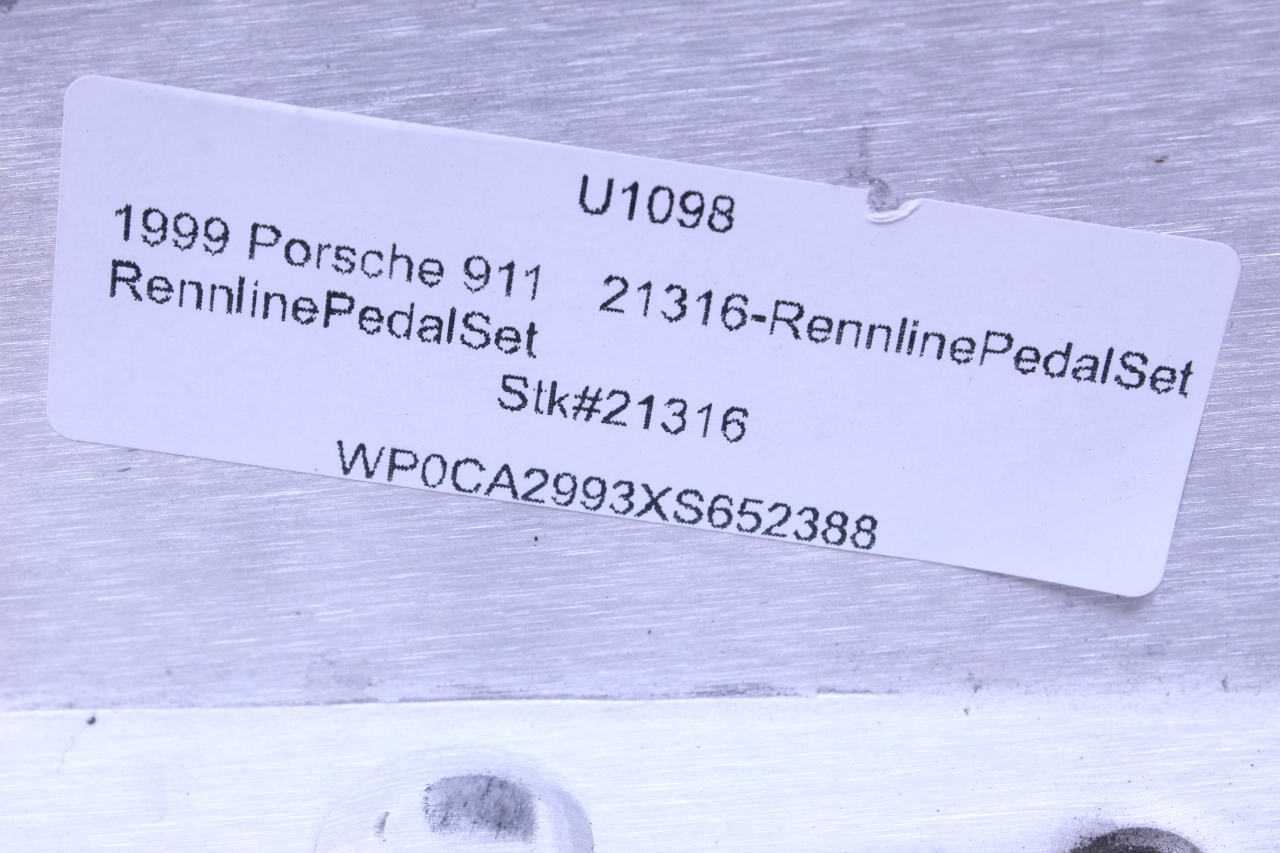 U1098
1999 Porsche 911 21316-RennlinePedalSet
RennlinePedalSet
Stk#21316
WP0CA2993XS652388